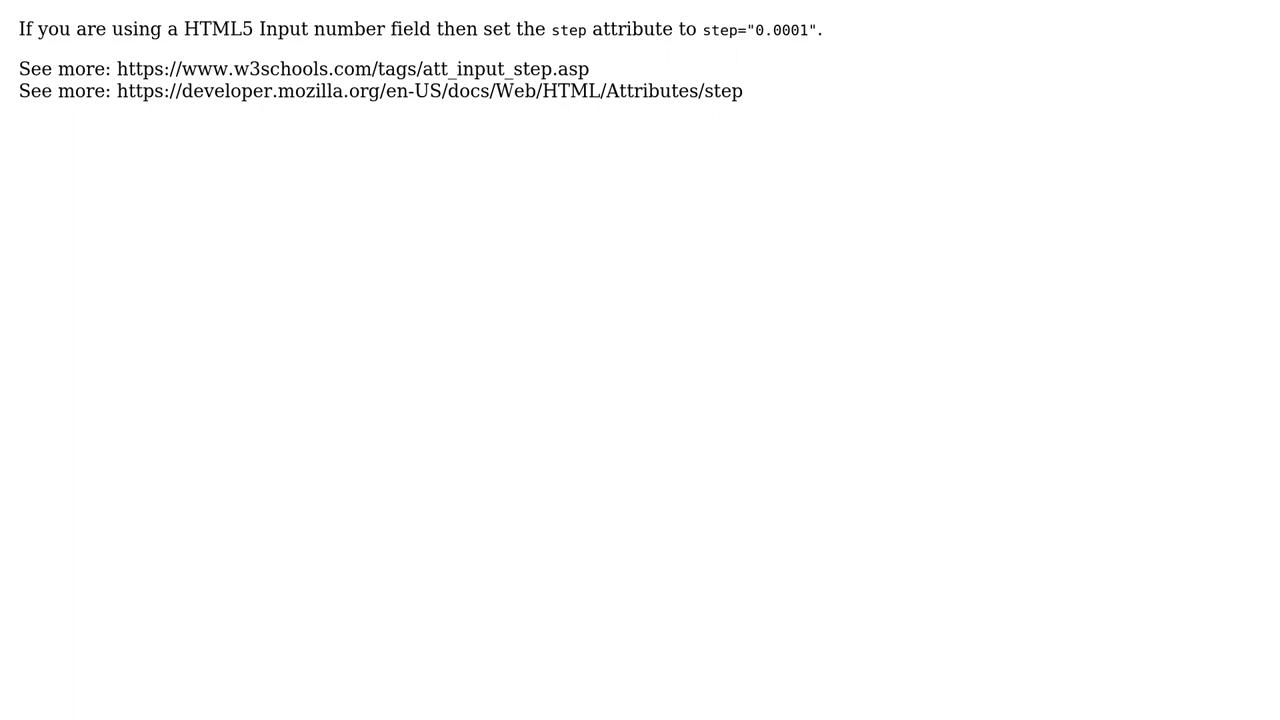 If you are using a HTML5 Input number field then set the step attribute to step="0.0001".
See more: https://www.w3schools.com/tags/att_input_step.asp
See more: https://developer.mozilla.org/en-US/docs/Web/HTML/Attributes/step